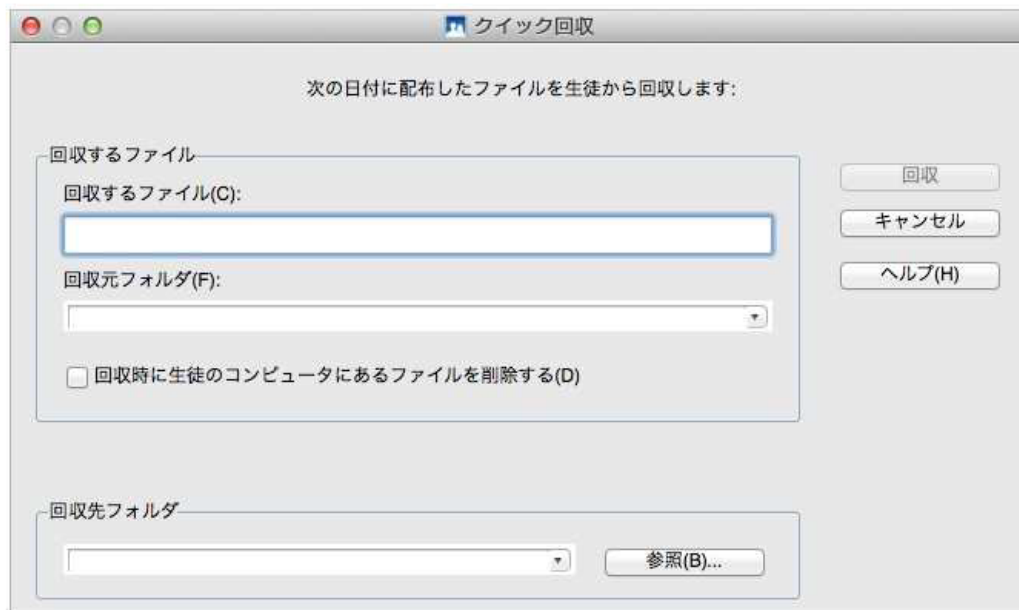 クイック回収
次の日付に配布したファイルを生徒から回収します:
回収するファイル
回収するファイル(C):
回収元フォルダ(F):
回収時に生徒のコンピュータにあるファイルを削除する(D)
回収
キャンセル
ヘルプ(H)
回収先フォルダ
参照(B)...